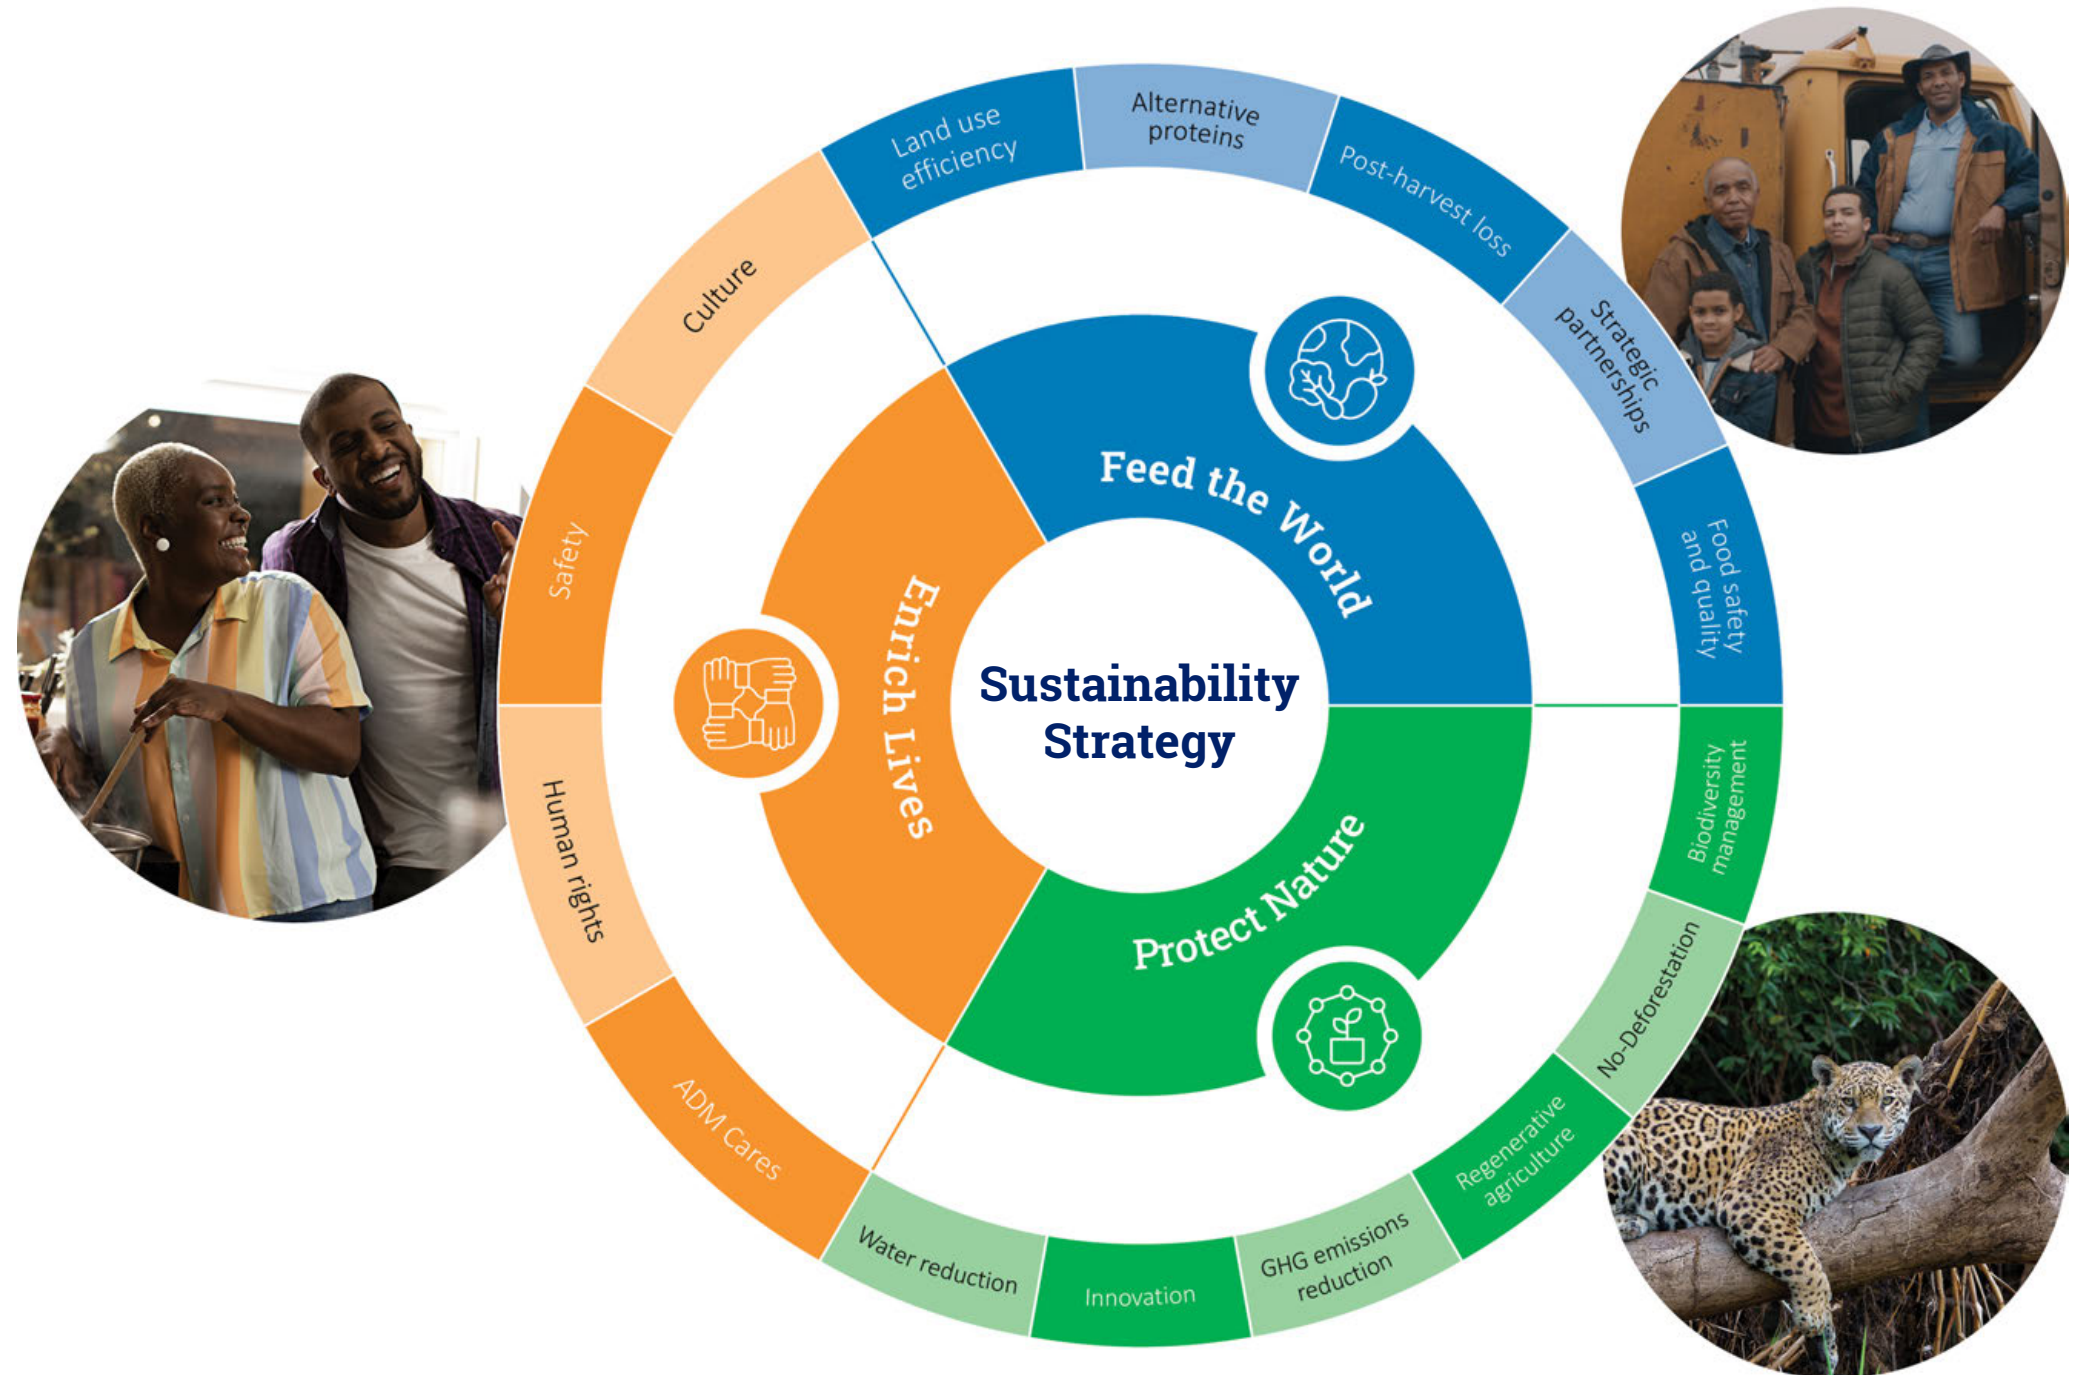 Sustainability
Strategy
Feed the World
Protect Nature
Enrich Lives
Land use
efficiency
Alternative
proteins
Post-harvest loss
Strategic
partnerships
Food safety
and quality
Biodiversity
management
No-Deforestation
Regenerative
agriculture
GHG emissions
reduction
Innovation
Water reduction
ADM Cares
Human rights
Safety
Culture